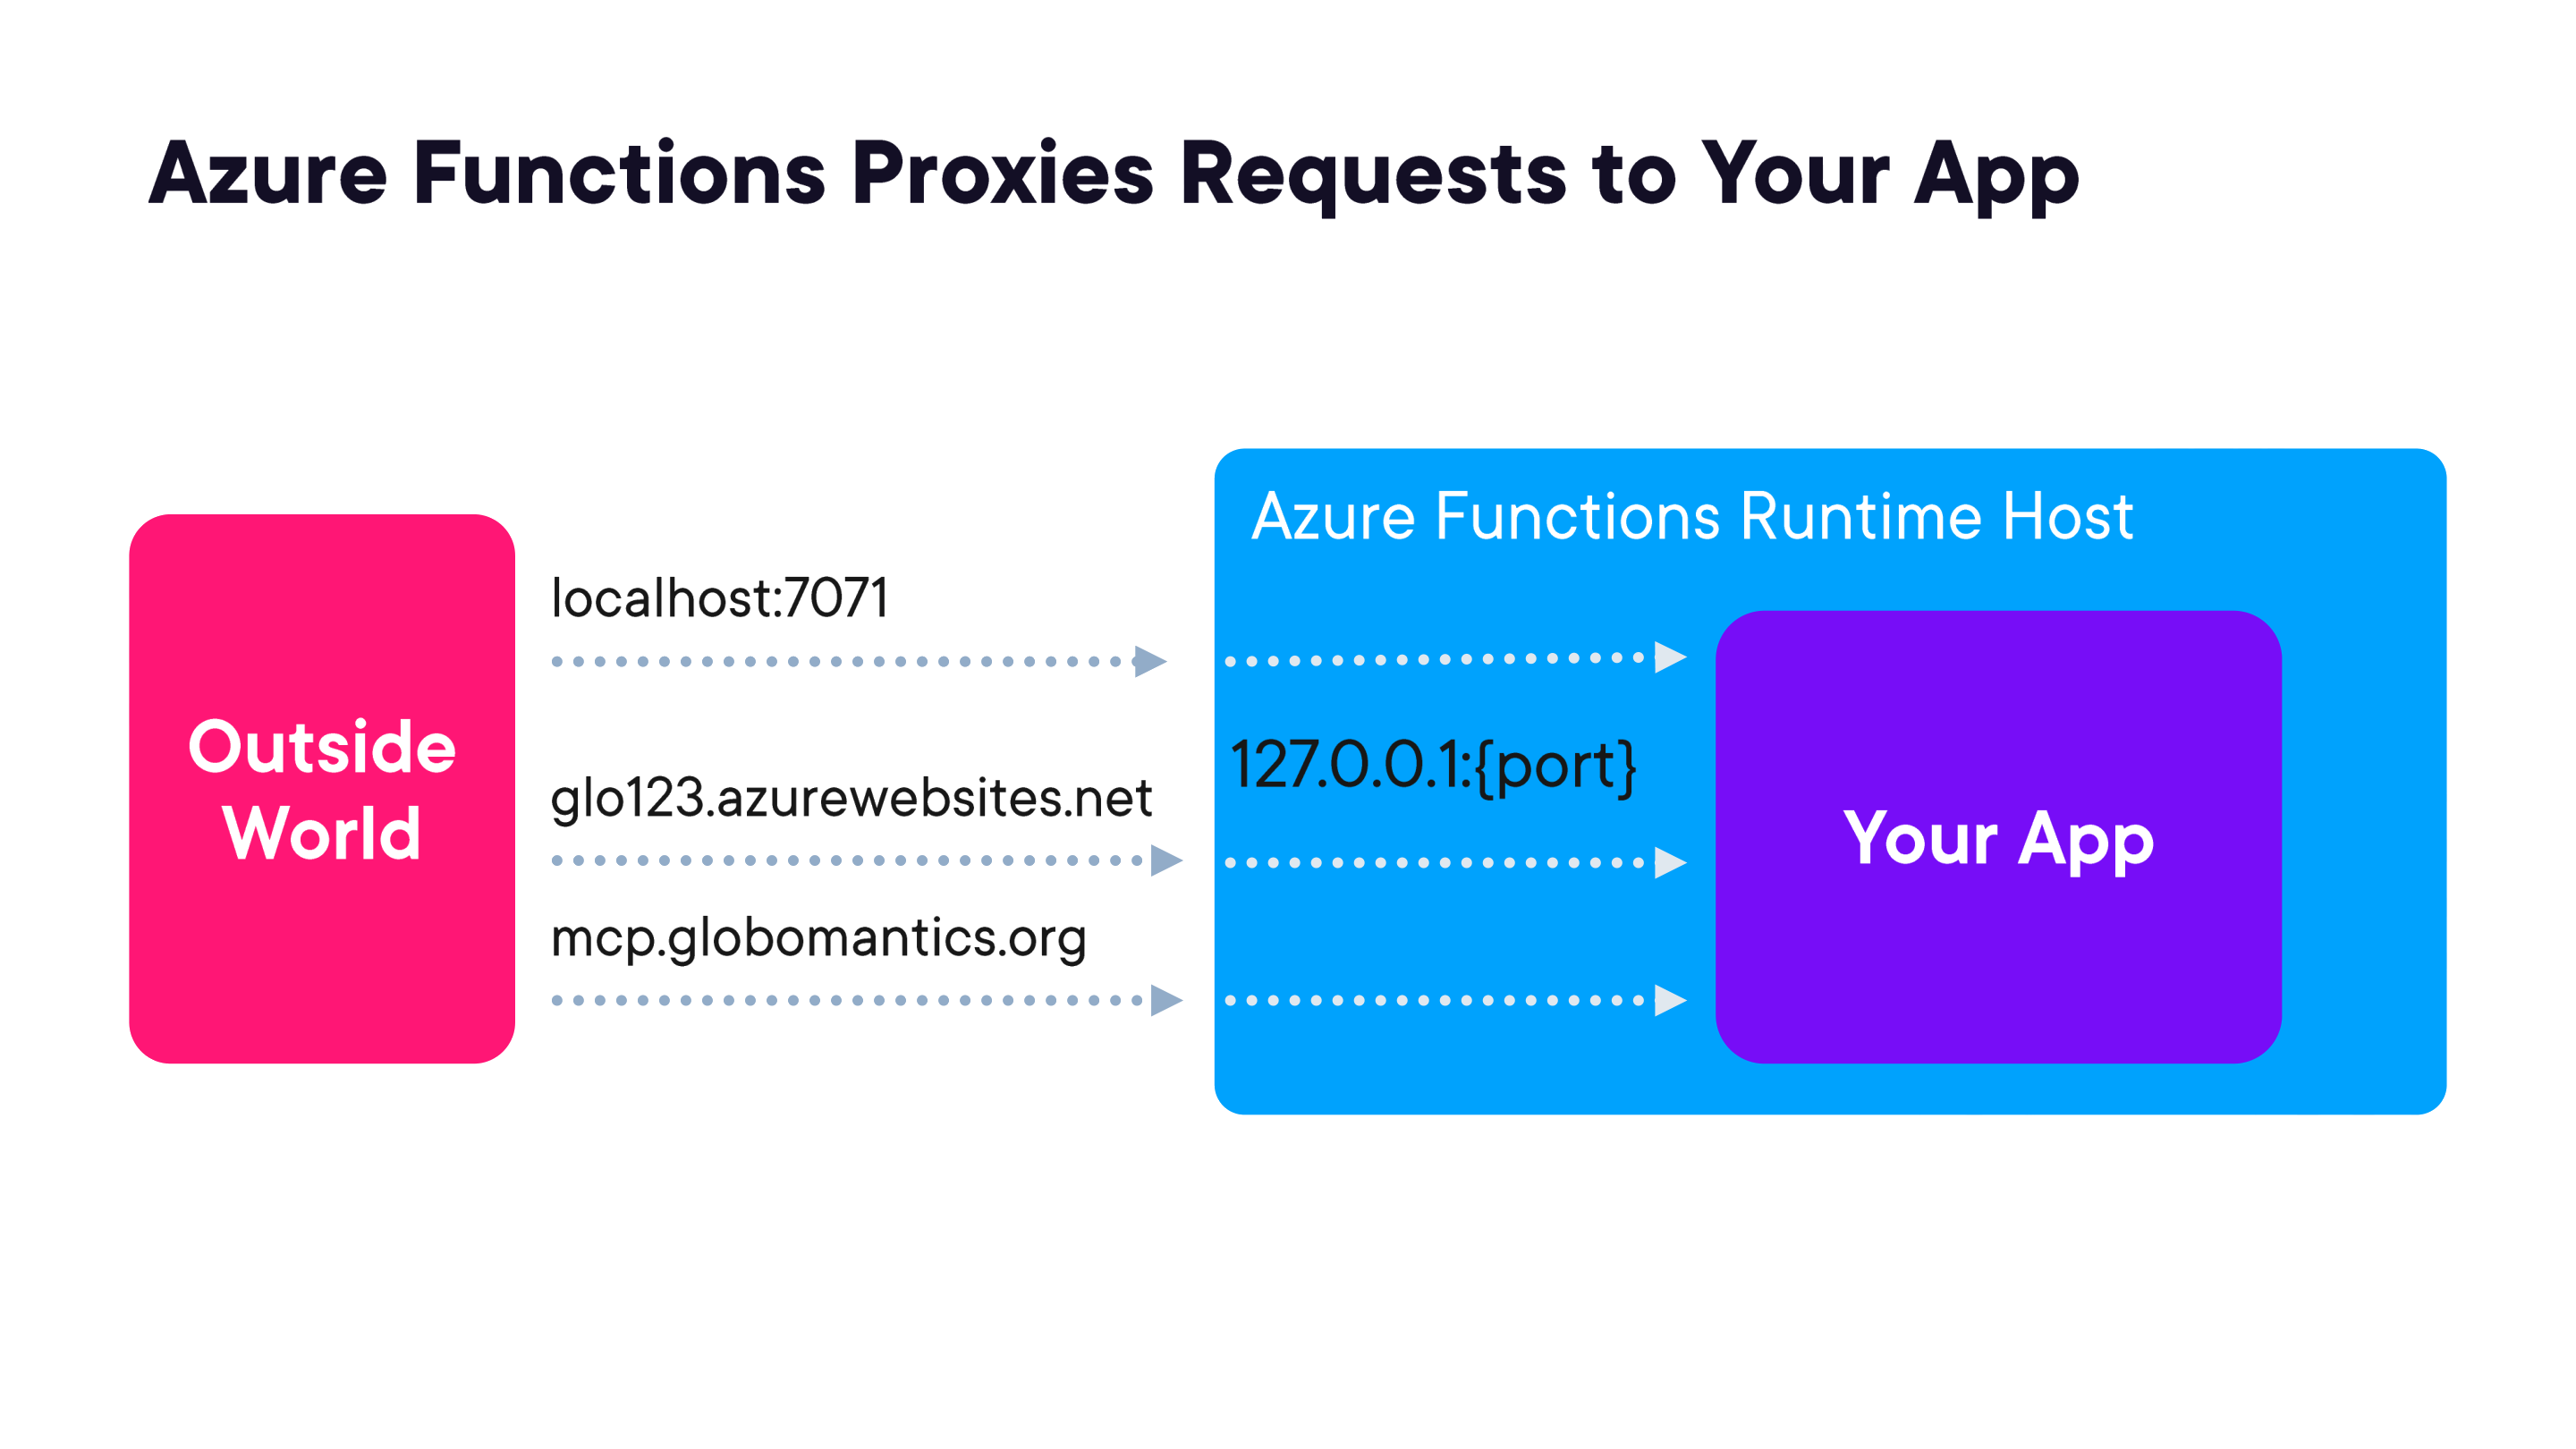 Azure Functions Proxies Requests to Your App
Azure Functions Runtime Host
localhost:7071
Outside
World
glo123.azurewebsites.net
127.0.0.1:{port}
Your App
mcp.globomantics.org